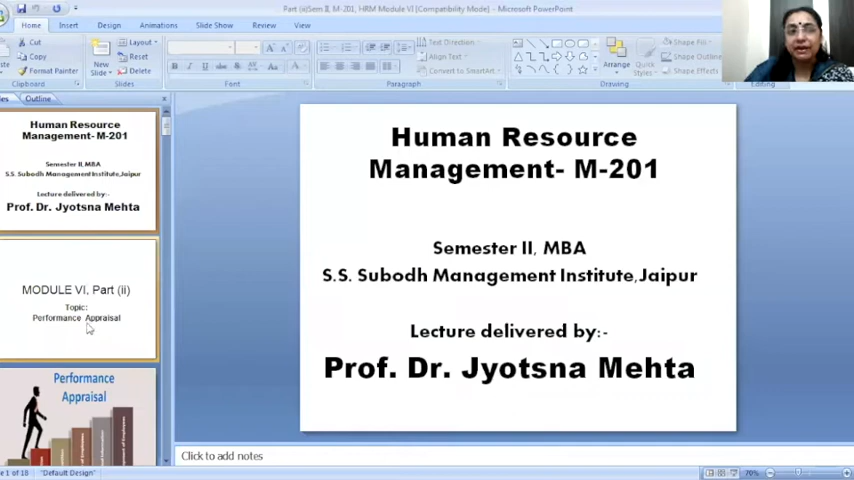 Part (ii)Sem II, M-201, HRM Module VI [Compatibility Mode] - Microsoft PowerPoint
Home Insert Design Animations Slide Show Review View
Cut
Copy
Format Painter
Clipboard
New
Slide
Layout
Reset
Delete
Slides
Font
Text Direction
Align Text
Convert to SmartArt
Paragraph
Arrange
Quick
Styles
Shape Fill
Shape Outline
Shape Effects
Drawing
Editing
Outline
Human Resource
Management- M-201
Semester II, MBA
S.S. Subodh Management Institute,Jaipur
Lecture delivered by:-
Prof. Dr. Jyotsna Mehta
MODULE VI, Part (ii)
Topic:
Performance Appraisal
Performance
Appraisal
Human Resource
Management- M-201
Semester II, MBA
S.S. Subodh Management Institute,Jaipur
Lecture delivered by:-
Prof. Dr. Jyotsna Mehta
Click to add notes
1 of 18
"Default Design"
70%